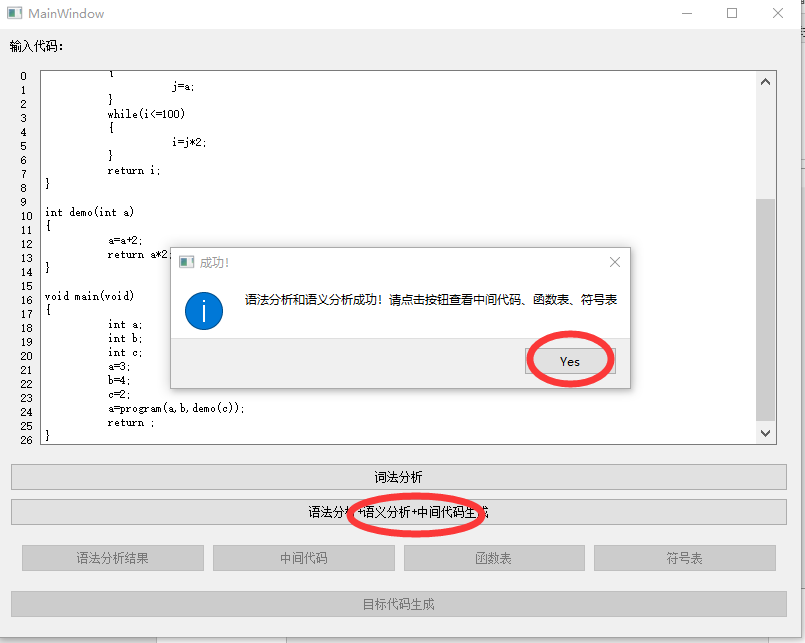 MainWindow
输入代码：
0
1
2
3
4
5
6
7
8
9
10
11
12
13
14
15
16
17
18
19
20
21
22
23
24
25
26
{
j=a;
}
while(i<=100)
{
i=j*2;
}
return i;
}
int demo(int a)
{
a=a+2;
return a*2;
}
void main(void)
{
int a;
int b;
int c;
a=3;
b=4;
c=2;
a=program(a,b,demo(c));
return ;
}
成功！
语法分析和语义分析成功！请点击按钮查看中间代码、函数表、符号表
Yes
词法分析
语法分析+语义分析+中间代码生成
语法分析结果 中间代码 函数表 符号表
目标代码生成